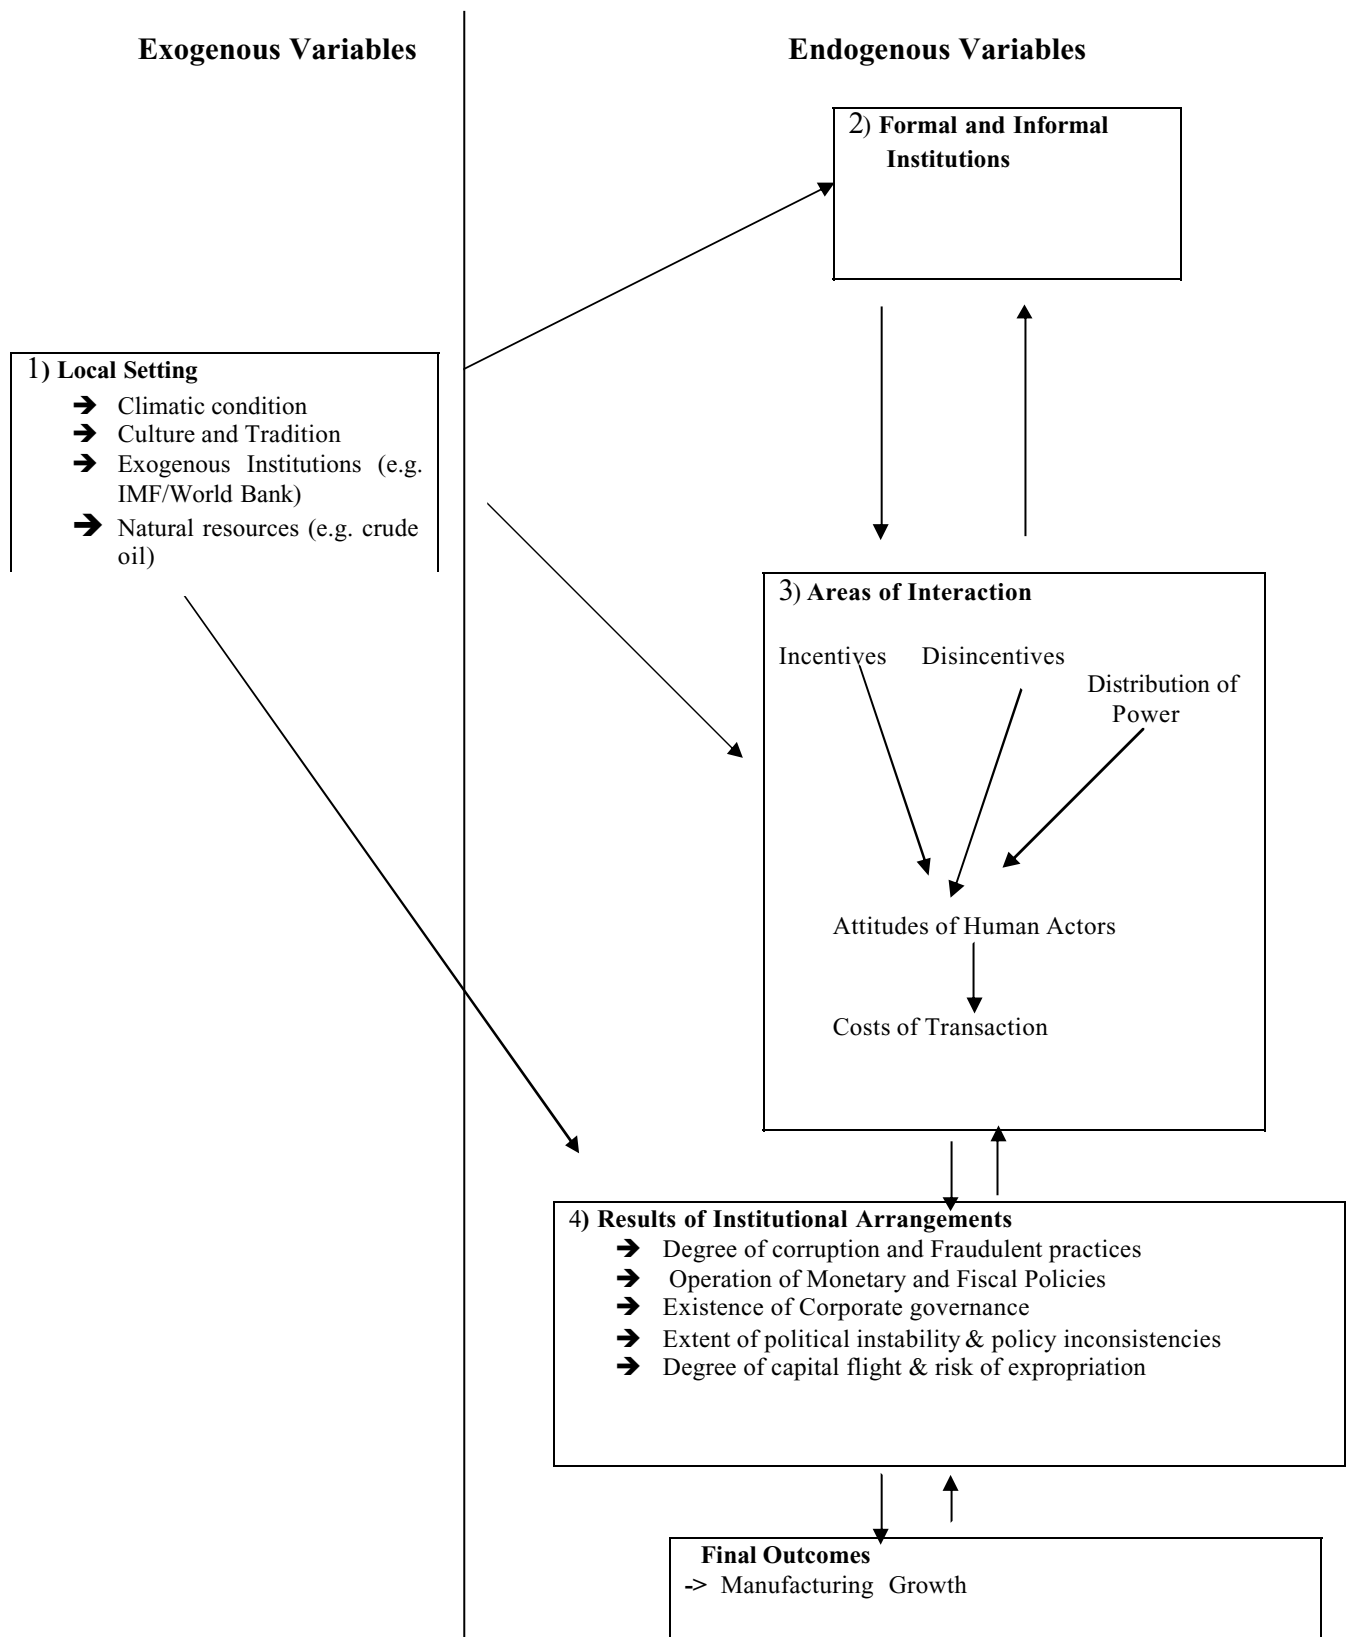 Exogenous Variables
Endogenous Variables
2) Formal and Informal
Institutions
1) Local Setting
➔ Climatic condition
➔ Culture and Tradition
➔ Exogenous Institutions (e.g.
IMF/World Bank)
➔ Natural resources (e.g. crude
oil)
3) Areas of Interaction
Incentives Disincentives
Distribution of
Power
Attitudes of Human Actors
Costs of Transaction
4) Results of Institutional Arrangements
➔ Degree of corruption and Fraudulent practices
➔ Operation of Monetary and Fiscal Policies
➔ Existence of Corporate governance
➔ Extent of political instability & policy inconsistencies
➔ Degree of capital flight & risk of expropriation
Final Outcomes
-> Manufacturing Growth